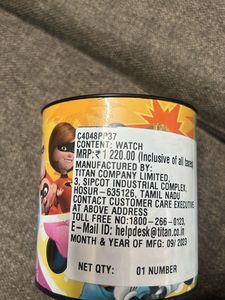 C4048PP37
CONTENT: WATCH
MRP: ₹ 1 220.00 (Inclusive of all taxes)
MANUFACTURED BY:
TITAN COMPANY LIMITED,
3, SIPCOT INDUSTRIAL COMPLEX,
HOSUR - 635126, TAMIL NADU
CONTACT CUSTOMER CARE EXECUTIVE
AT ABOVE ADDRESS
TOLL FREE NO:1800-266-0123,
E-Mail ID: helpdesk@titan.co.in
MONTH & YEAR OF MFG: 09/2023
NET QTY: 01 NUMBER